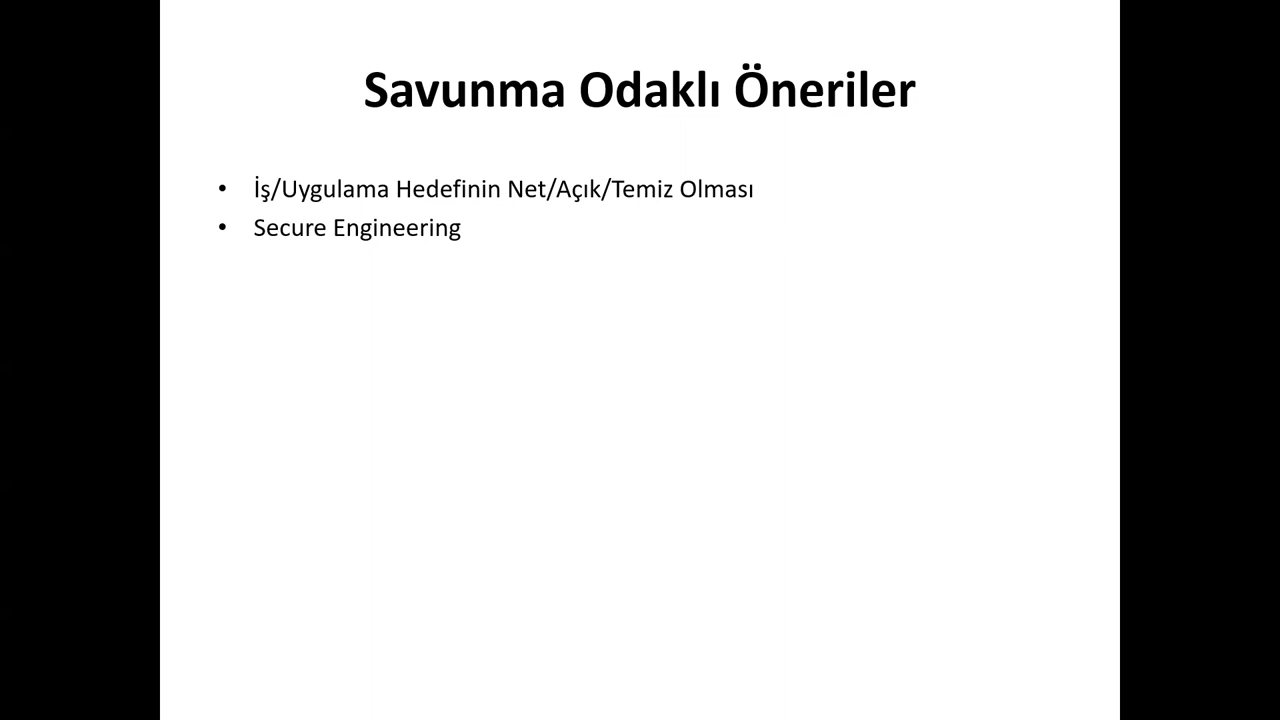 Savunma Odaklı Öneriler
• İş/Uygulama Hedefinin Net/Açık/Temiz Olması
• Secure Engineering